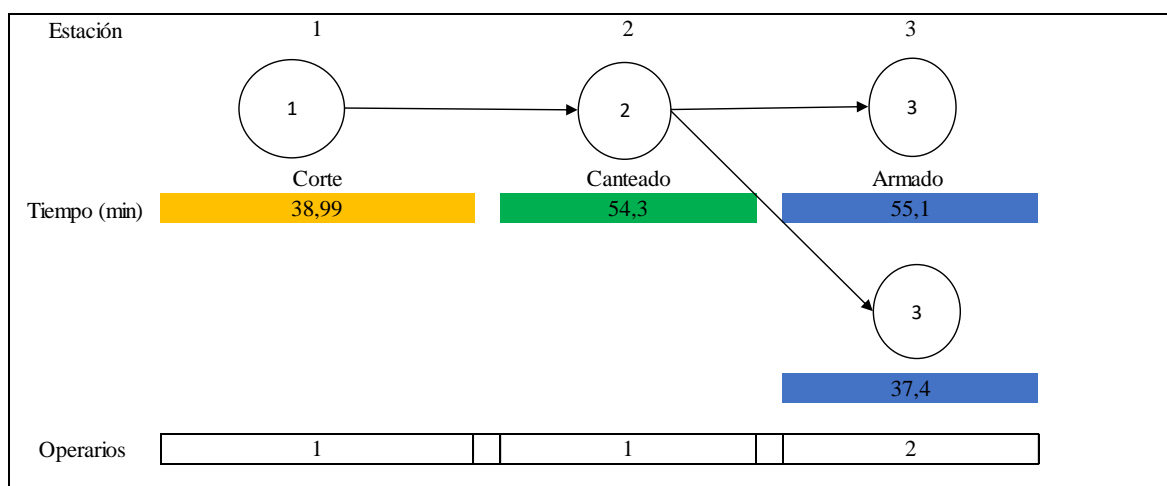 Estación 1 2 3
1 2 3
Corte Canteado Armado
Tiempo (min) 38,99 54,3 55,1
3
37,4
Operarios 1 1 2